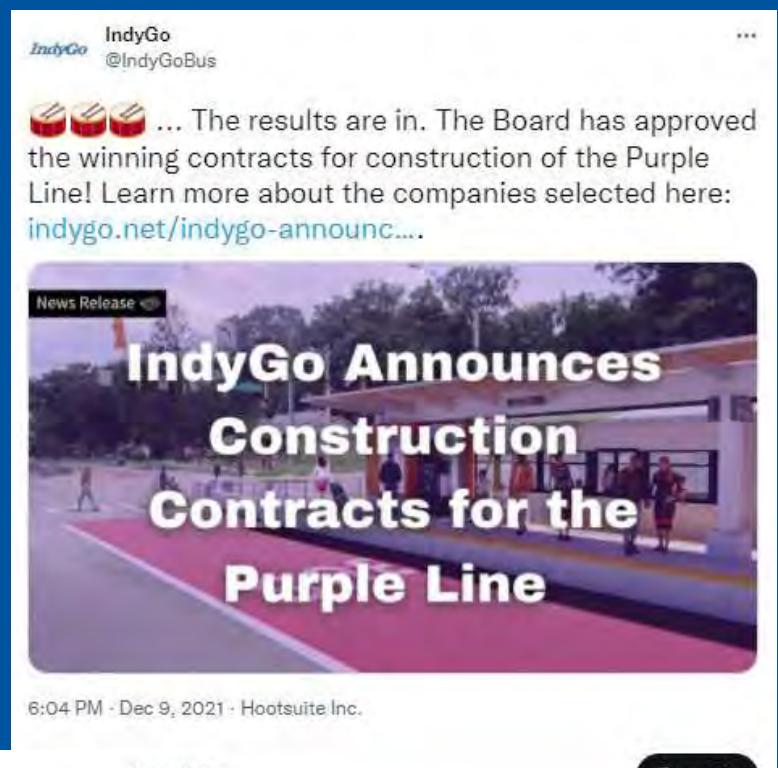 IndyGo
IndyGo
@IndyGoBus
🥁🥁🥁 ... The results are in. The Board has approved
the winning contracts for construction of the Purple
Line! Learn more about the companies selected here:
indygo.net/indygo-announc….
News Release
IndyGo Announces
Construction
Contracts for the
Purple Line
6:04 PM · Dec 9, 2021 · Hootsuite Inc.